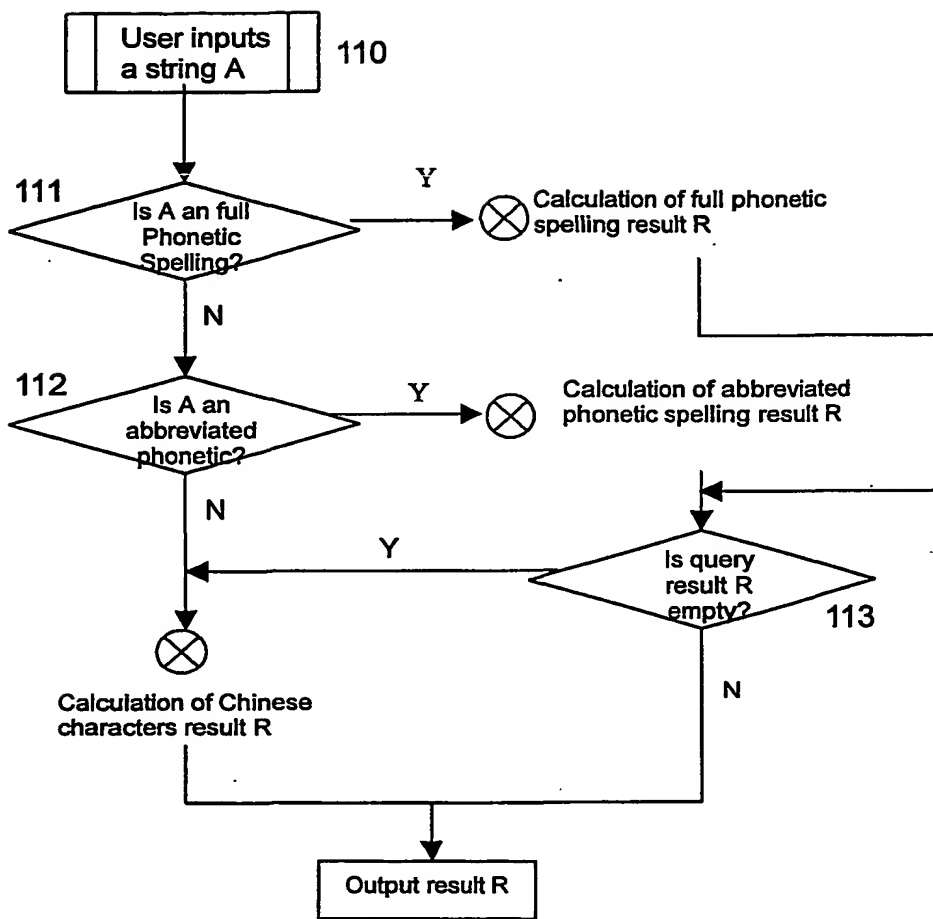 User inputs
a string A
110
111
Is A an full
Phonetic
Spelling?
Y
Calculation of full phonetic
spelling result R
N
112
Is A an
abbreviated
phonetic?
Y
Calculation of abbreviated
phonetic spelling result R
N
Y
Is query
result R
empty?
113
N
Calculation of Chinese
characters result R
Output result R